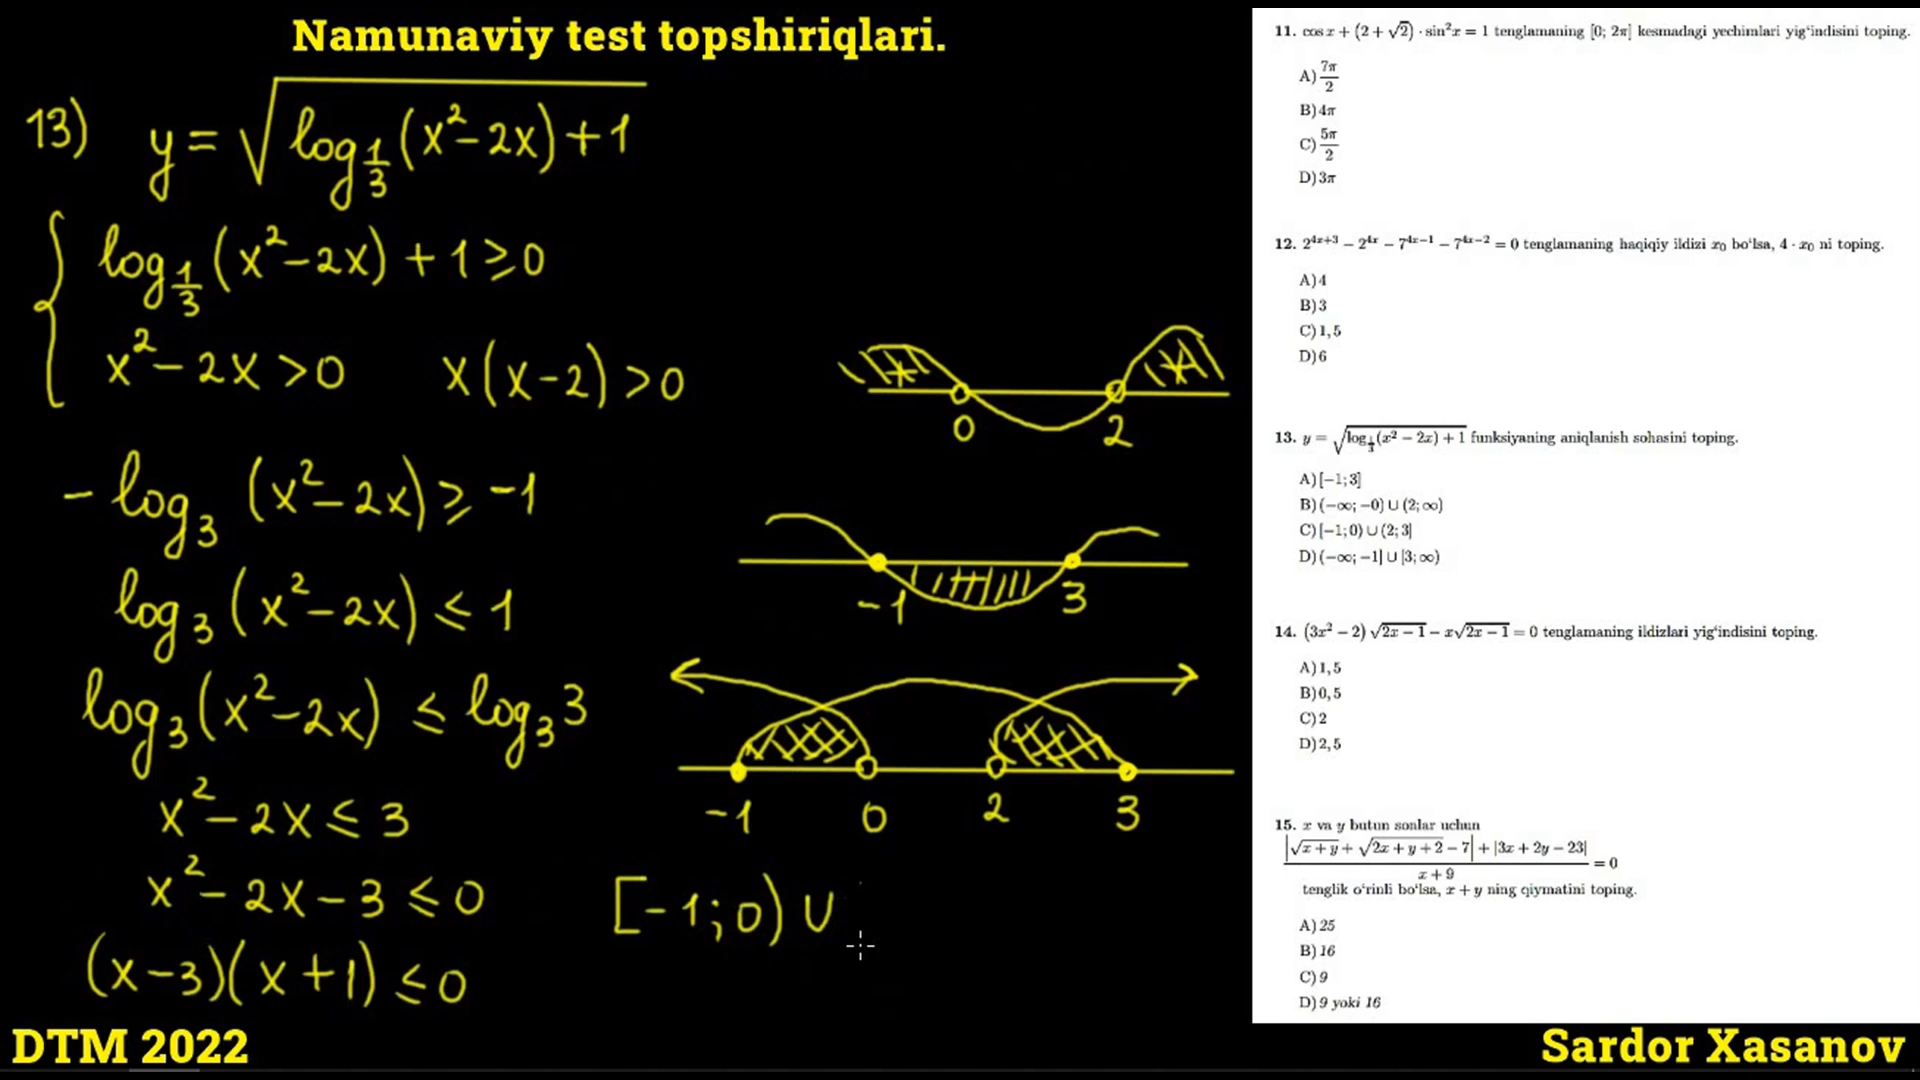 Namunaviy test topshiriqlari.
13) y = √(log_{1/3}(x²-2x)+1)
log_{1/3}(x²-2x)+1⩾0
x²-2x>0 x(x-2)>0
0 2
-log₃(x²-2x)⩾-1
-1 3
log₃(x²-2x)⩽1
log₃(x²-2x)⩽log₃3
-1 0 2 3
x²-2x⩽3
x²-2x-3⩽0
[-1;0)∪
(x-3)(x+1)⩽0
11. cos x + (2 + √2) · sin²x = 1 tenglamaning [0; 2π] kesmadagi yechimlari yig‘indisini toping.
A) 7π/2
B) 4π
C) 5π/2
D) 3π
12. 2^{4x+3} − 2^{4x} − 7^{4x−1} − 7^{4x−2} = 0 tenglamaning haqiqiy ildizi x₀ bo‘lsa, 4 · x₀ ni toping.
A) 4
B) 3
C) 1, 5
D) 6
13. y = √(log_{1/3}(x² − 2x) + 1) funksiyaning aniqlanish sohasini toping.
A) [−1; 3]
B) (−∞; −0) ∪ (2; ∞)
C) [−1; 0) ∪ (2; 3]
D) (−∞; −1] ∪ [3; ∞)
14. (3x² − 2)√(2x − 1) − x√(2x − 1) = 0 tenglamaning ildizlari yig‘indisini toping.
A) 1, 5
B) 0, 5
C) 2
D) 2, 5
15. x va y butun sonlar uchun
(|√(x + y) + √(2x + y + 2) − 7| + |3x + 2y − 23|)/(x + 9) = 0
tenglik o‘rinli bo‘lsa, x + y ning qiymatini toping.
A) 25
B) 16
C) 9
D) 9 yoki 16
DTM 2022
Sardor Xasanov